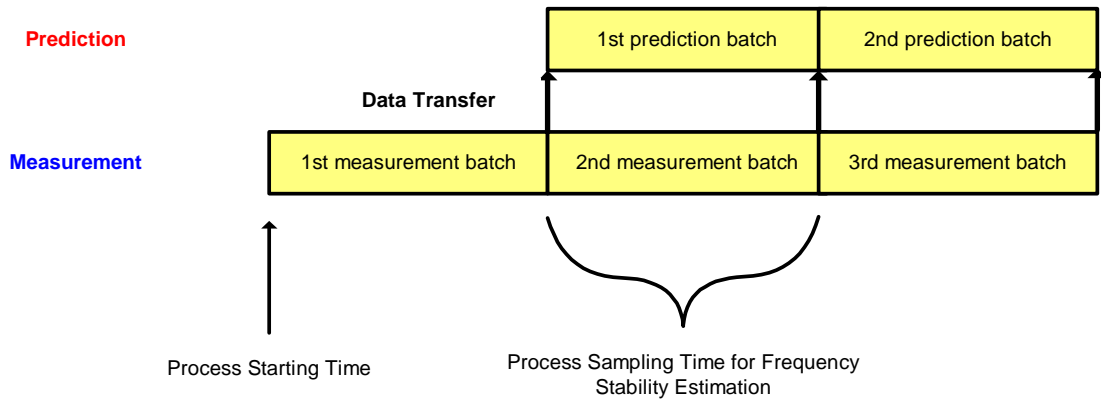 Prediction
1st prediction batch
2nd prediction batch
Data Transfer
Measurement
1st measurement batch
2nd measurement batch
3rd measurement batch
Process Starting Time
Process Sampling Time for Frequency
Stability Estimation